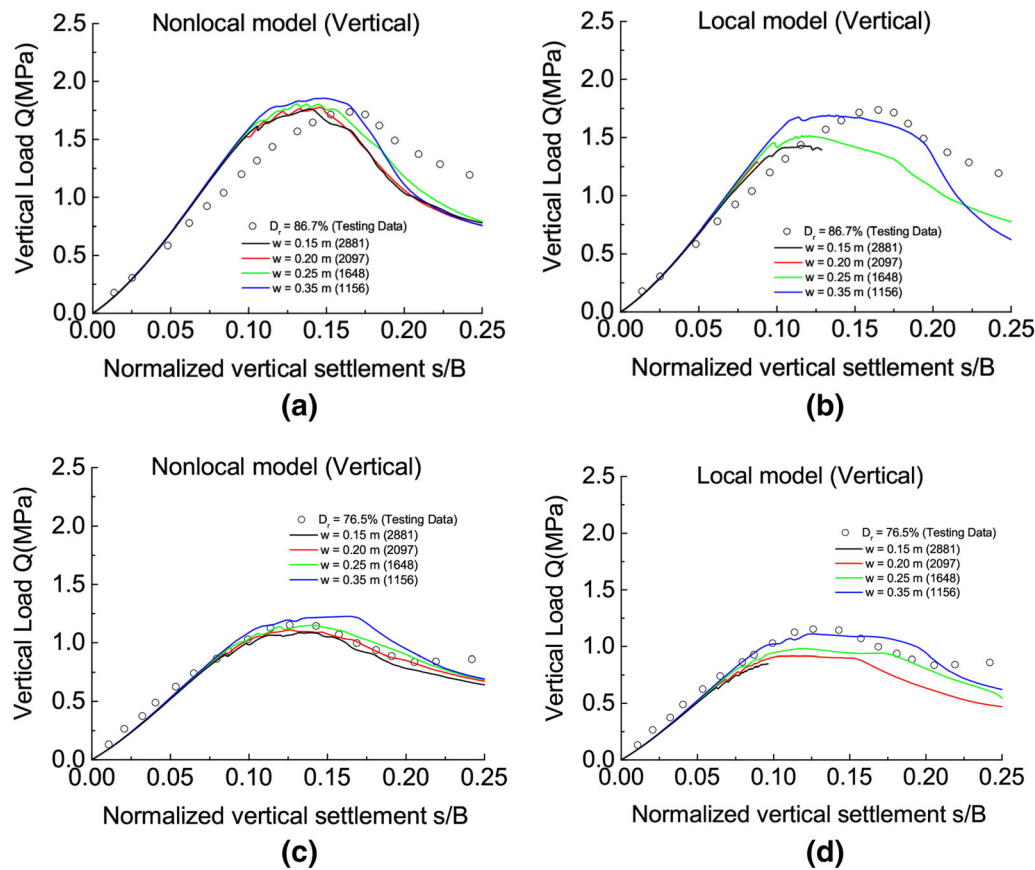 Nonlocal model (Vertical)
Vertical Load Q(MPa)
2.5
2.0
1.5
1.0
0.5
0.0
D_r = 86.7% (Testing Data)
w = 0.15 m (2881)
w = 0.20 m (2097)
w = 0.25 m (1648)
w = 0.35 m (1156)
0.00 0.05 0.10 0.15 0.20 0.25
Normalized vertical settlement s/B
(a)
Local model (Vertical)
Vertical Load Q(MPa)
2.5
2.0
1.5
1.0
0.5
0.0
D_r = 86.7% (Testing Data)
w = 0.15 m (2881)
w = 0.20 m (2097)
w = 0.25 m (1648)
w = 0.35 m (1156)
0.00 0.05 0.10 0.15 0.20 0.25
Normalized vertical settlement s/B
(b)
Nonlocal model (Vertical)
Vertical Load Q(MPa)
2.5
2.0
1.5
1.0
0.5
0.0
D_r = 76.5% (Testing Data)
w = 0.15 m (2881)
w = 0.20 m (2097)
w = 0.25 m (1648)
w = 0.35 m (1156)
0.00 0.05 0.10 0.15 0.20 0.25
Normalized vertical settlement s/B
(c)
Local model (Vertical)
Vertical Load Q(MPa)
2.5
2.0
1.5
1.0
0.5
0.0
D_r = 76.5% (Testing Data)
w = 0.15 m (2881)
w = 0.20 m (2097)
w = 0.25 m (1648)
w = 0.35 m (1156)
0.00 0.05 0.10 0.15 0.20 0.25
Normalized vertical settlement s/B
(d)